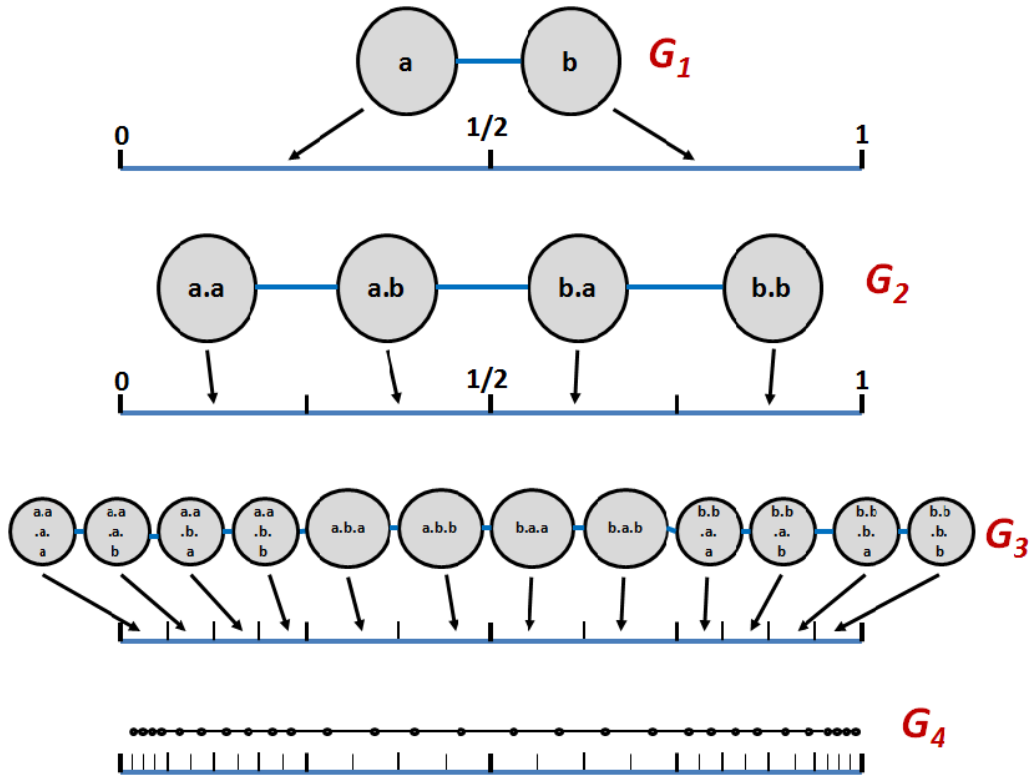 a b G1
0 1/2 1
a.a a.b b.a b.b G2
0 1/2 1
a.a a.a a.a a.a b.b b.b b.b b.b
.a. .a. .b. .b. a.b.a a.b.b b.a.a b.a.b .a. .a. .b. .b. G3
a b a b a b a b
G4